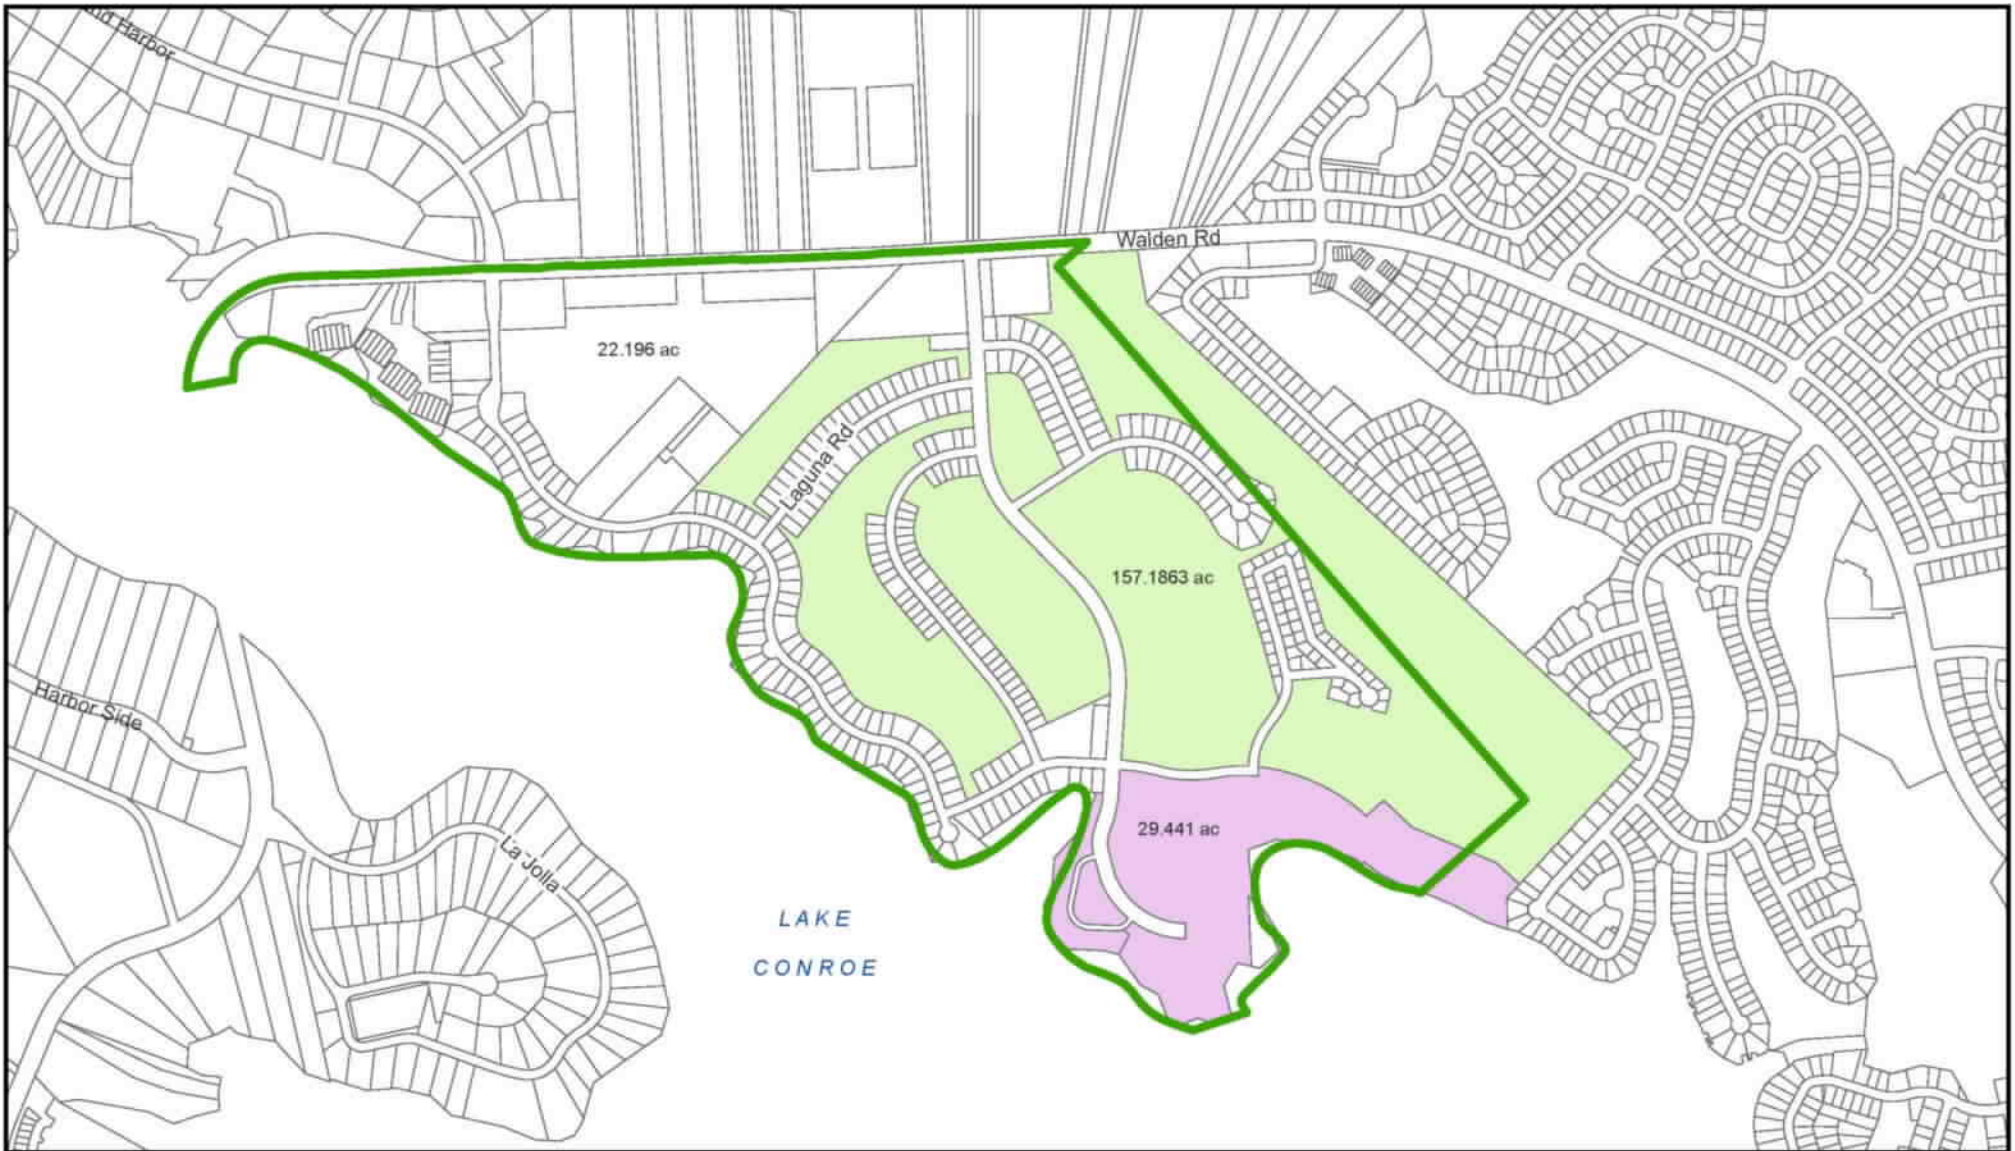 Harbor
Walden Rd
22.196 ac
Laguna Rd
157.1863 ac
Harbor Side
29.441 ac
La Jolla
LAKE
CONROE